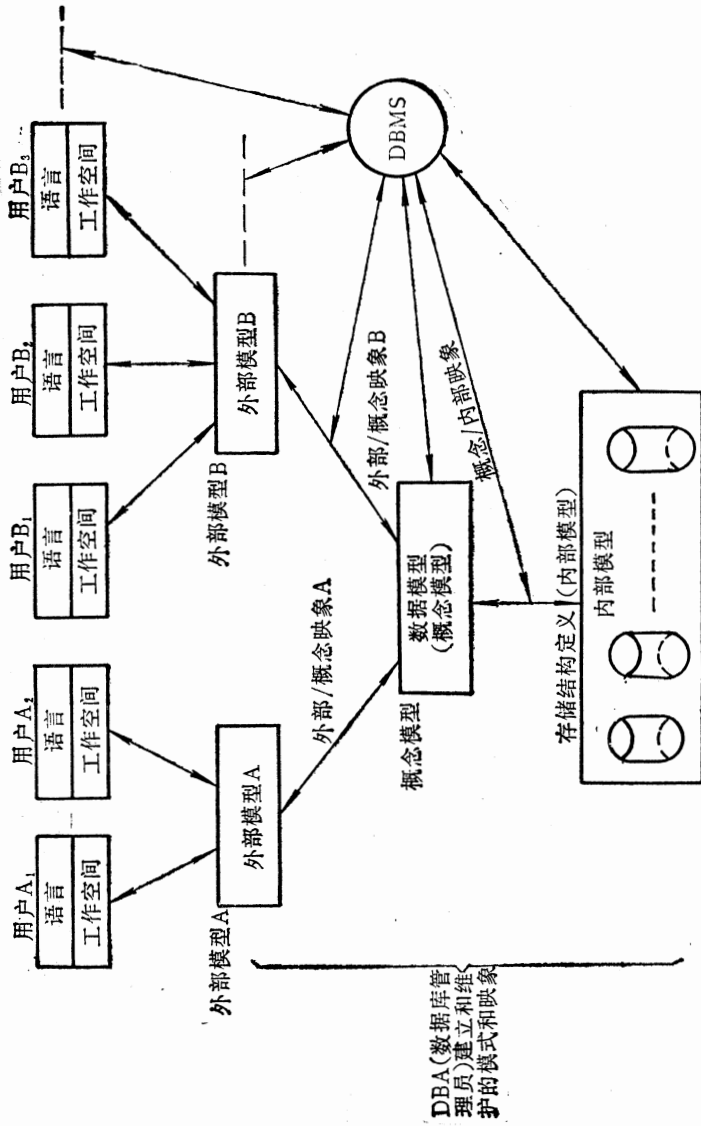 用户A₁
语言
工作空间
用户A₂
语言
工作空间
用户B₁
语言
工作空间
用户B₂
语言
工作空间
用户B₃
语言
工作空间
外部模型A
外部模型A
外部模型B
外部模型B
外部/概念映象A
外部/概念映象B
DBMS
概念模型
数据模型
(概念模型)
概念/内部映象
存储结构定义(内部模型)
内部模型
DBA(数据库管
理员)建立和维
护的模式和映象